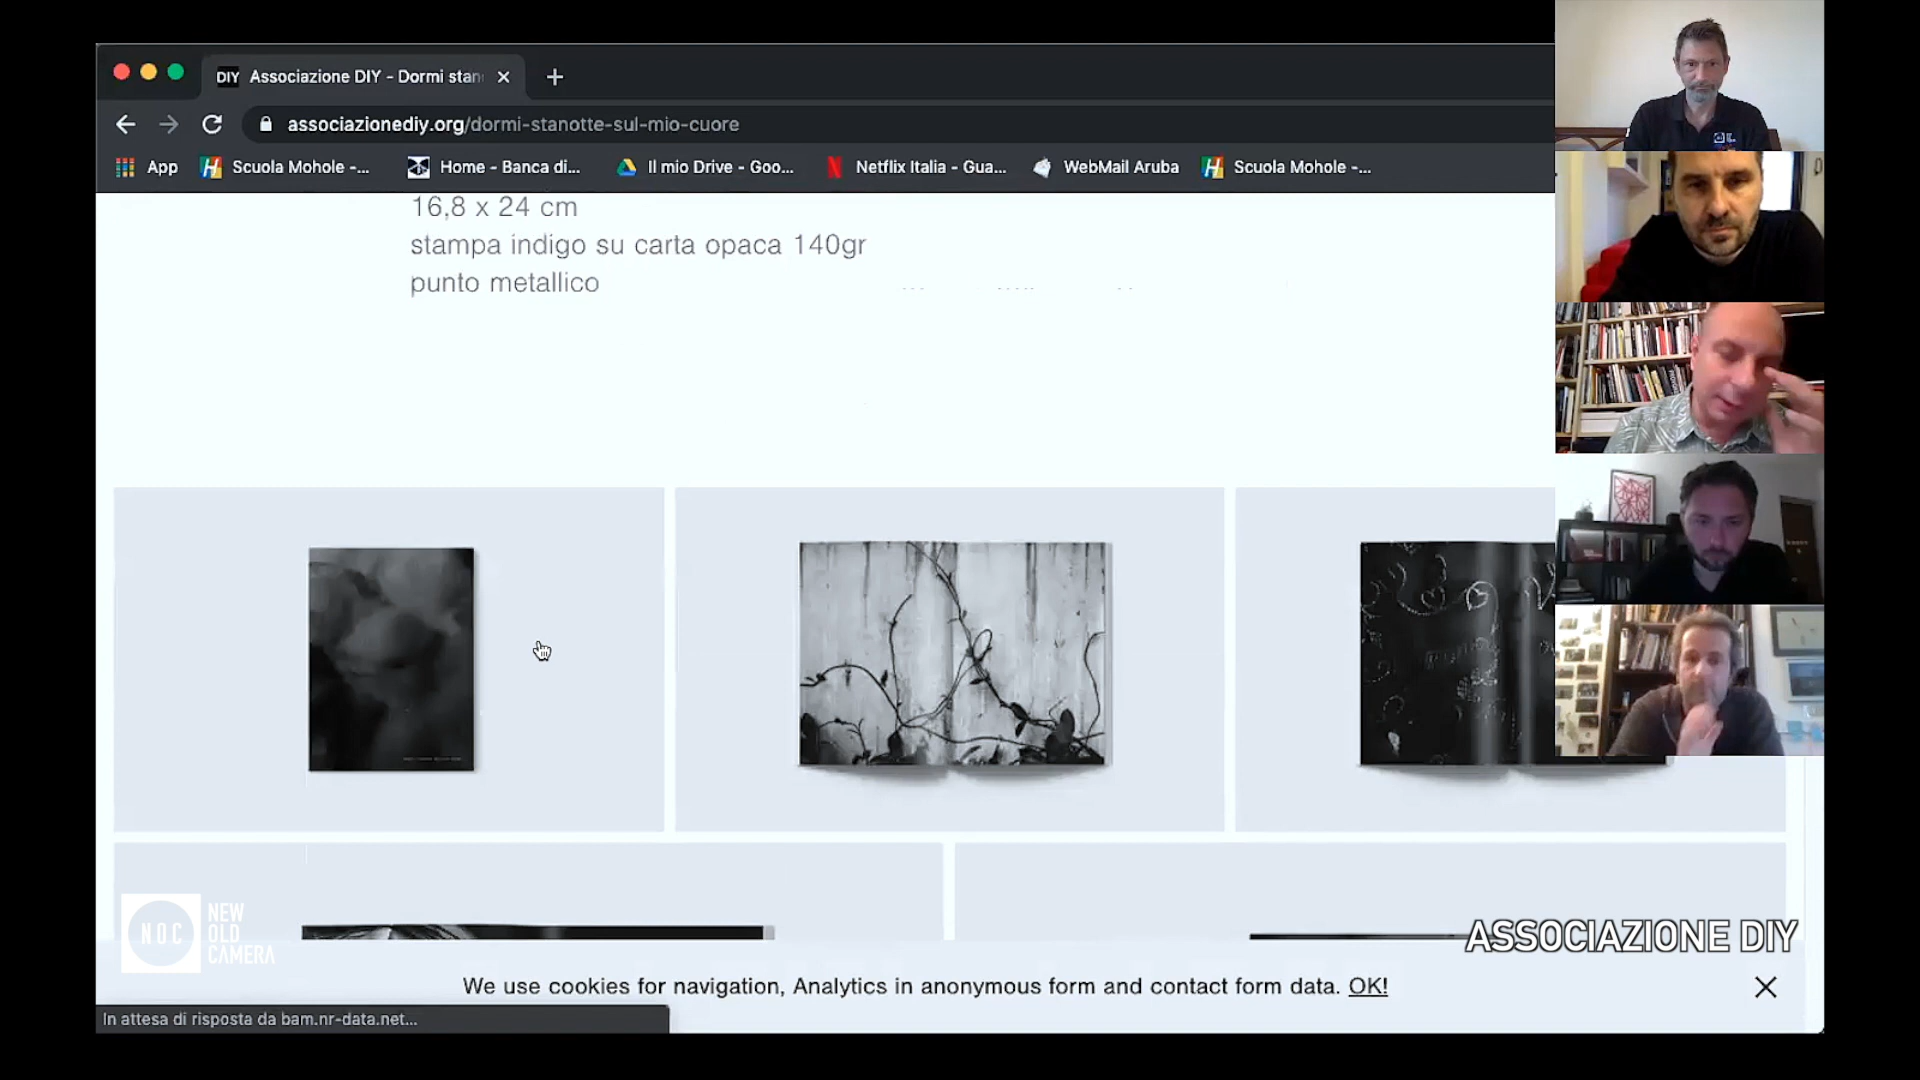 DIY Associazione DIY - Dormi stan
associazionediy.org/dormi-stanotte-sul-mio-cuore
App Scuola Mohole -... Home - Banca di... Il mio Drive - Goo... Netflix Italia - Gua... WebMail Aruba Scuola Mohole -...
16,8 x 24 cm
stampa indigo su carta opaca 140gr
punto metallico
NOC
NEW
OLD
CAMERA
ASSOCIAZIONE DIY
We use cookies for navigation, Analytics in anonymous form and contact form data. OK!
In attesa di risposta da bam.nr-data.net...